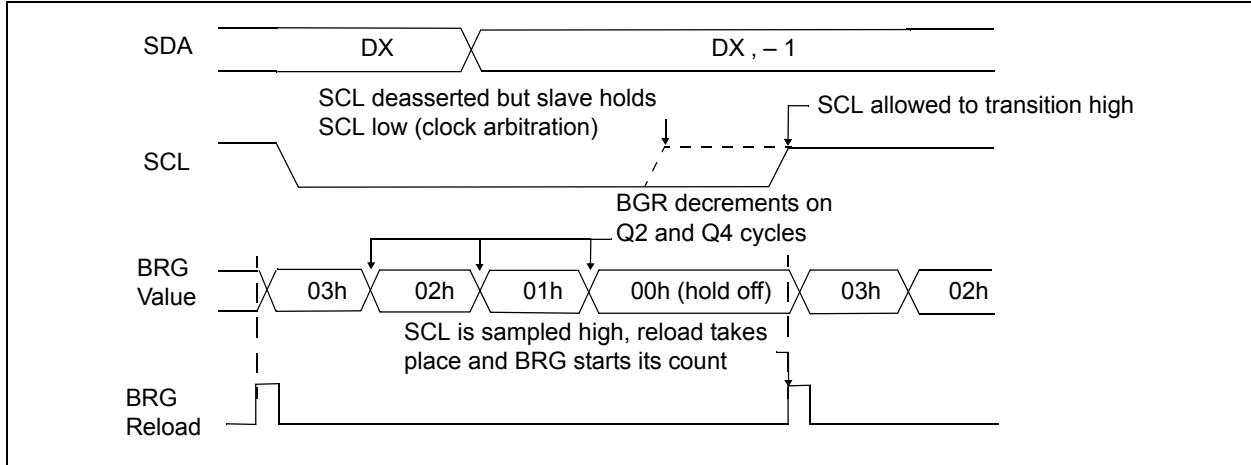 SDA
DX
DX , – 1
SCL deasserted but slave holds
SCL low (clock arbitration)
SCL allowed to transition high
SCL
BGR decrements on
Q2 and Q4 cycles
BRG
Value
03h
02h
01h
00h (hold off)
03h
02h
SCL is sampled high, reload takes
place and BRG starts its count
BRG
Reload